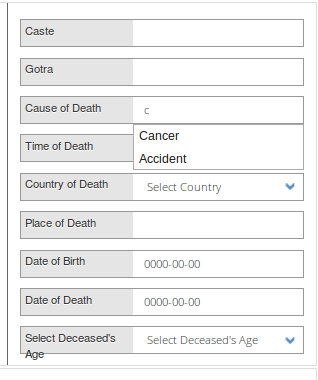 Caste
Gotra
Cause of Death c
Cancer
Time of Death
Accident
Country of Death Select Country
Place of Death
Date of Birth 0000-00-00
Date of Death 0000-00-00
Select Deceased's Age Select Deceased's Age